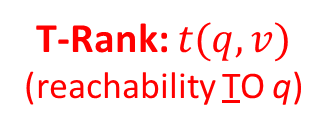 T-Rank: t(q, v)
(reachability TO q)